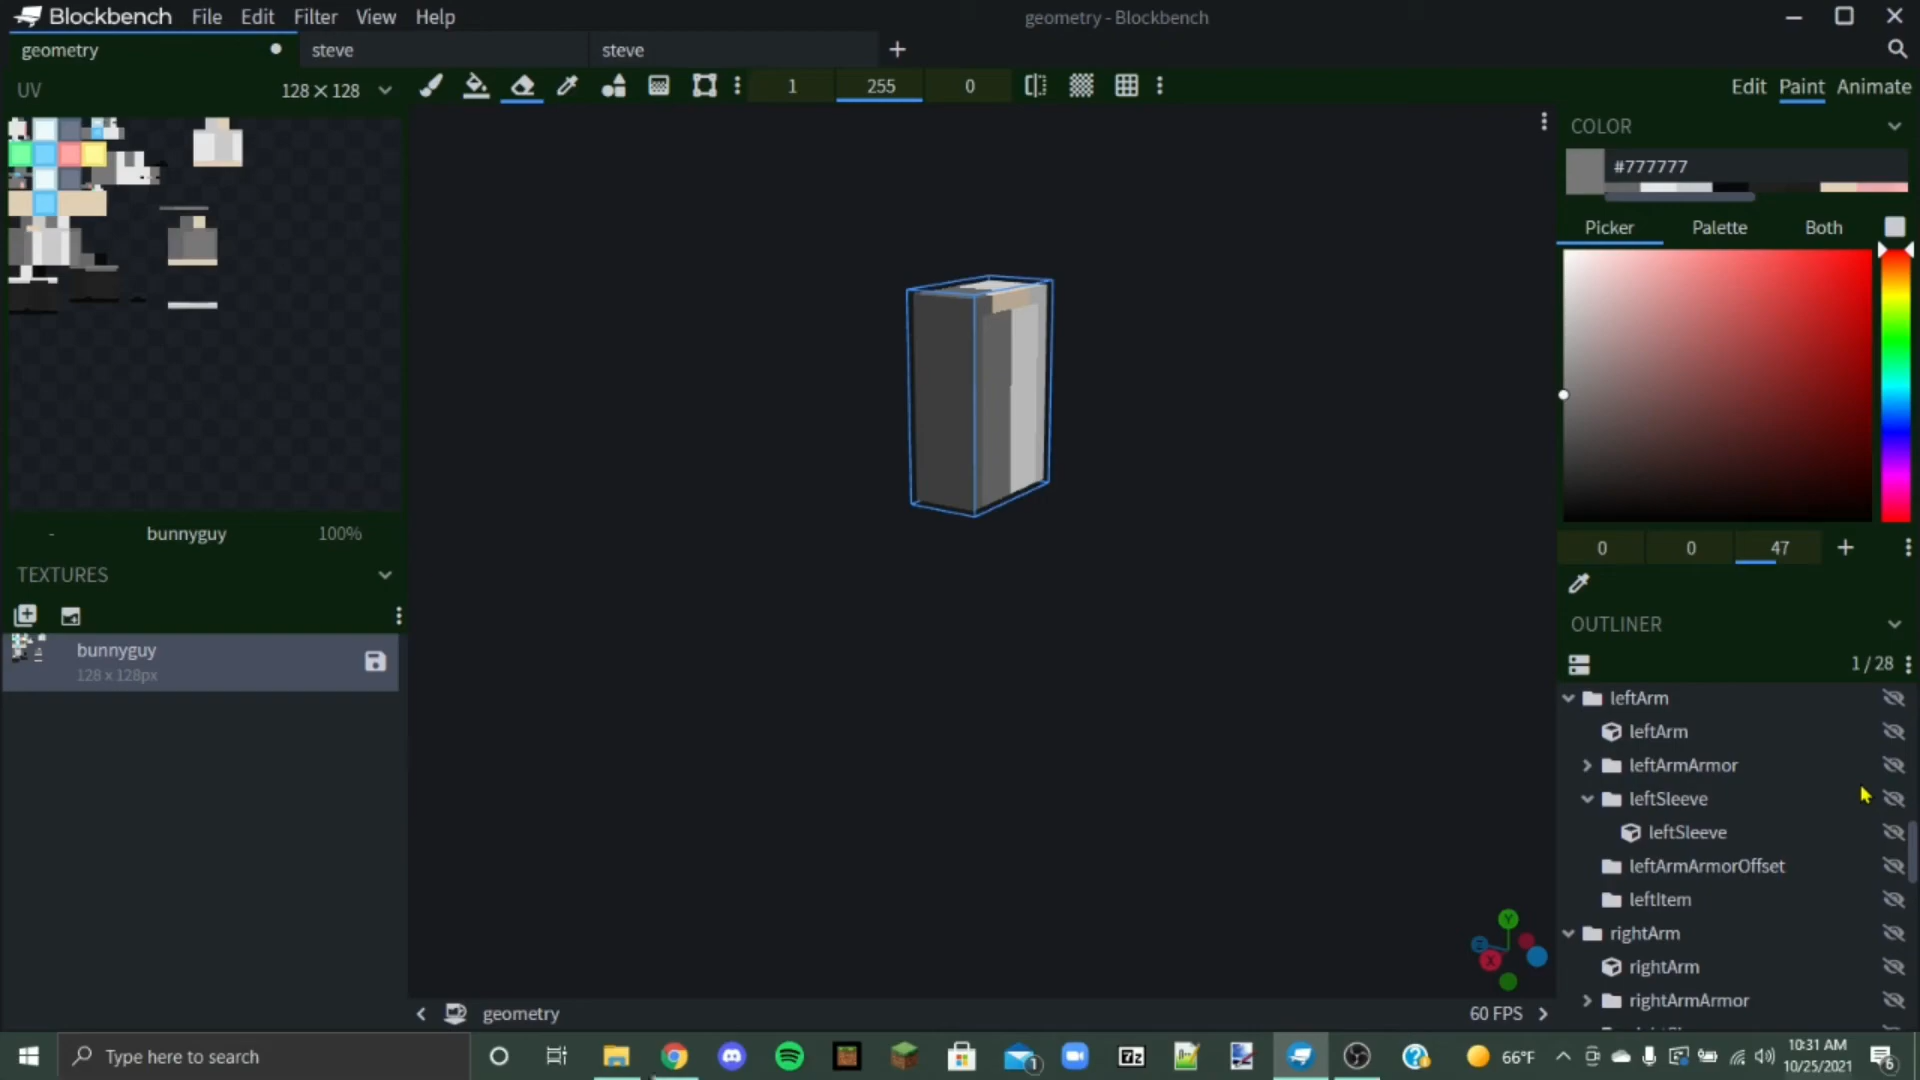 Blockbench File Edit Filter View Help
geometry - Blockbench
geometry steve steve
UV 128×128
1 255 0
Edit Paint Animate
COLOR
#777777
Picker Palette Both
- bunnyguy 100%
0 0 47
TEXTURES
OUTLINER
bunnyguy
128 x 128px
1 / 28
leftArm
leftArm
leftArmArmor
leftSleeve
leftSleeve
leftArmArmorOffset
leftItem
rightArm
rightArm
rightArmArmor
Y
Z
X
geometry
60 FPS
Type here to search
7z
1
66°F
10:31 AM
10/25/2021
6